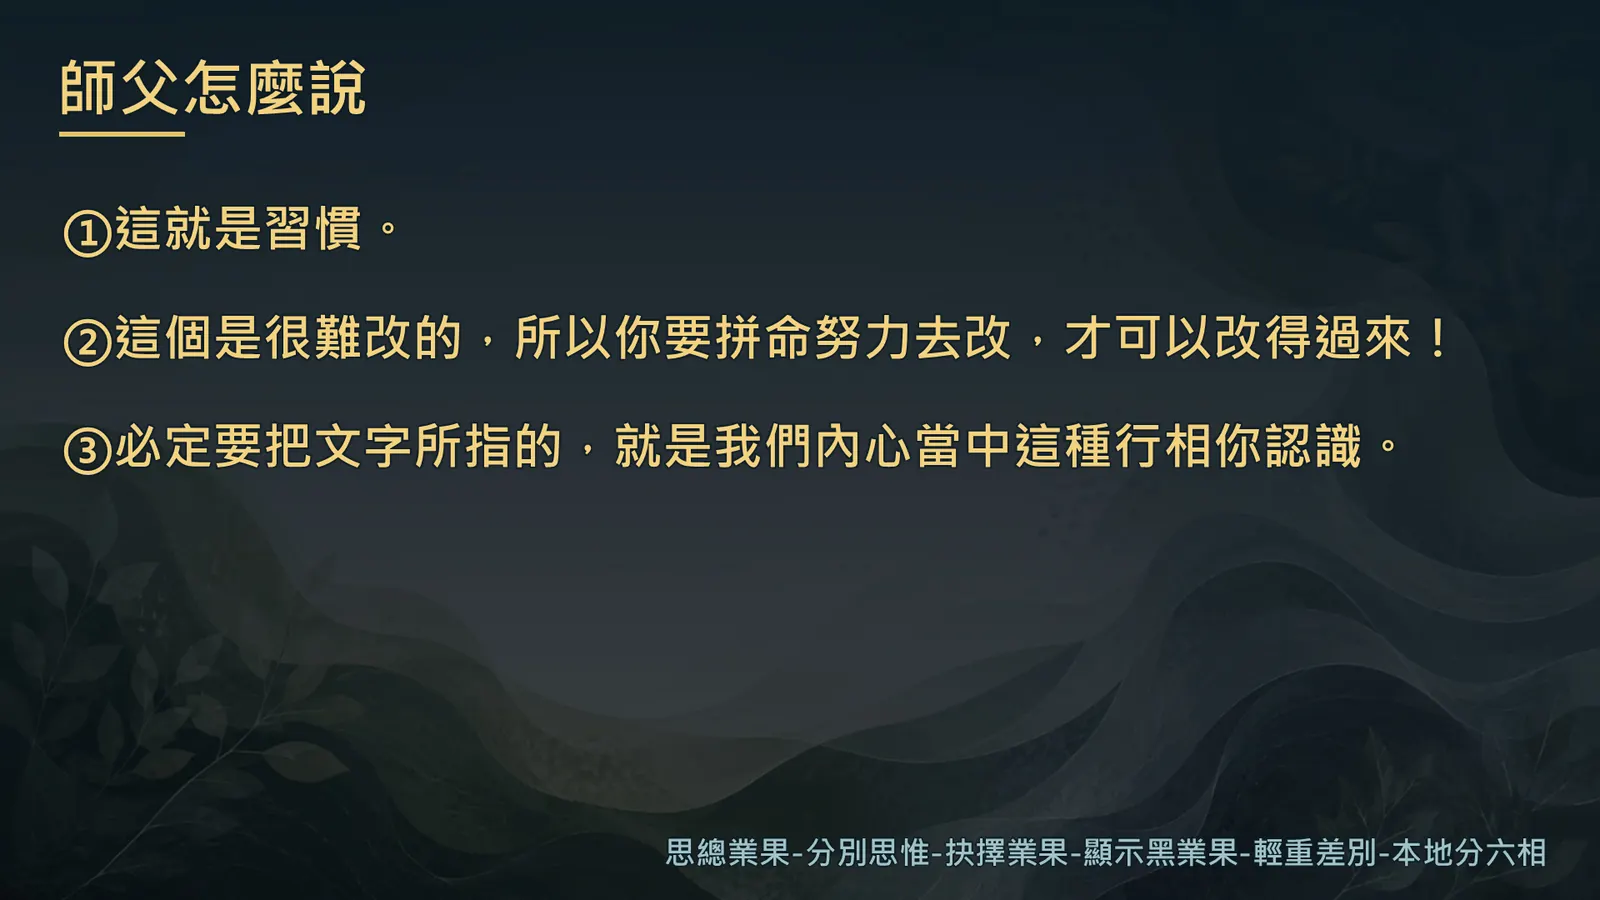 師父怎麼說
①這就是習慣。
②這個是很難改的，所以你要拼命努力去改，才可以改得過來！
③必定要把文字所指的，就是我們內心當中這種行相你認識。
思總業果-分別思惟-抉擇業果-顯示黑業果-輕重差別-本地分六相